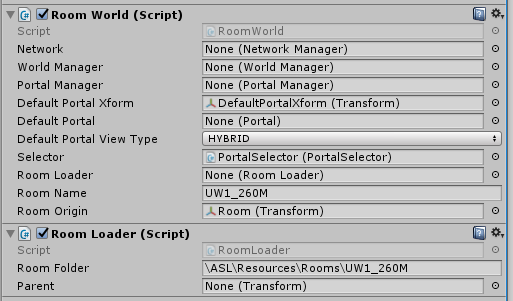 Room World (Script)
Script RoomWorld
Network None (Network Manager)
World Manager None (World Manager)
Portal Manager None (Portal Manager)
Default Portal Xform DefaultPortalXform (Transform)
Default Portal None (Portal)
Default Portal View Type HYBRID
Selector PortalSelector (PortalSelector)
Room Loader None (Room Loader)
Room Name UW1_260M
Room Origin Room (Transform)
Room Loader (Script)
Script RoomLoader
Room Folder \ASL\Resources\Rooms\UW1_260M
Parent None (Transform)